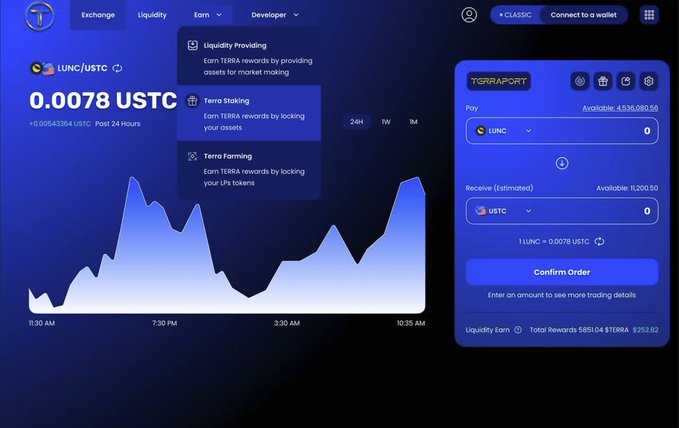 Exchange
Liquidity
Earn
Developer
CLASSIC
Connect to a wallet
Liquidity Providing
Earn TERRA rewards by providing
assets for market making
Terra Staking
Earn TERRA rewards by locking
your assets
Terra Farming
Earn TERRA rewards by locking
your LPs tokens
LUNC/USTC
0.0078 USTC
+0.00543364 USTC Past 24 Hours
24H
1W
1M
11:30 AM
7:30 PM
3:30 AM
10:35 AM
TERRAPORT
Pay
Available: 4,536,080.56
LUNC
0
Receive (Estimated)
Available: 11,200.50
USTC
0
1 LUNC = 0.0078 USTC
Confirm Order
Enter an amount to see more trading details
Liquidity Earn ? Total Rewards 5851.04 $TERRA $252.82